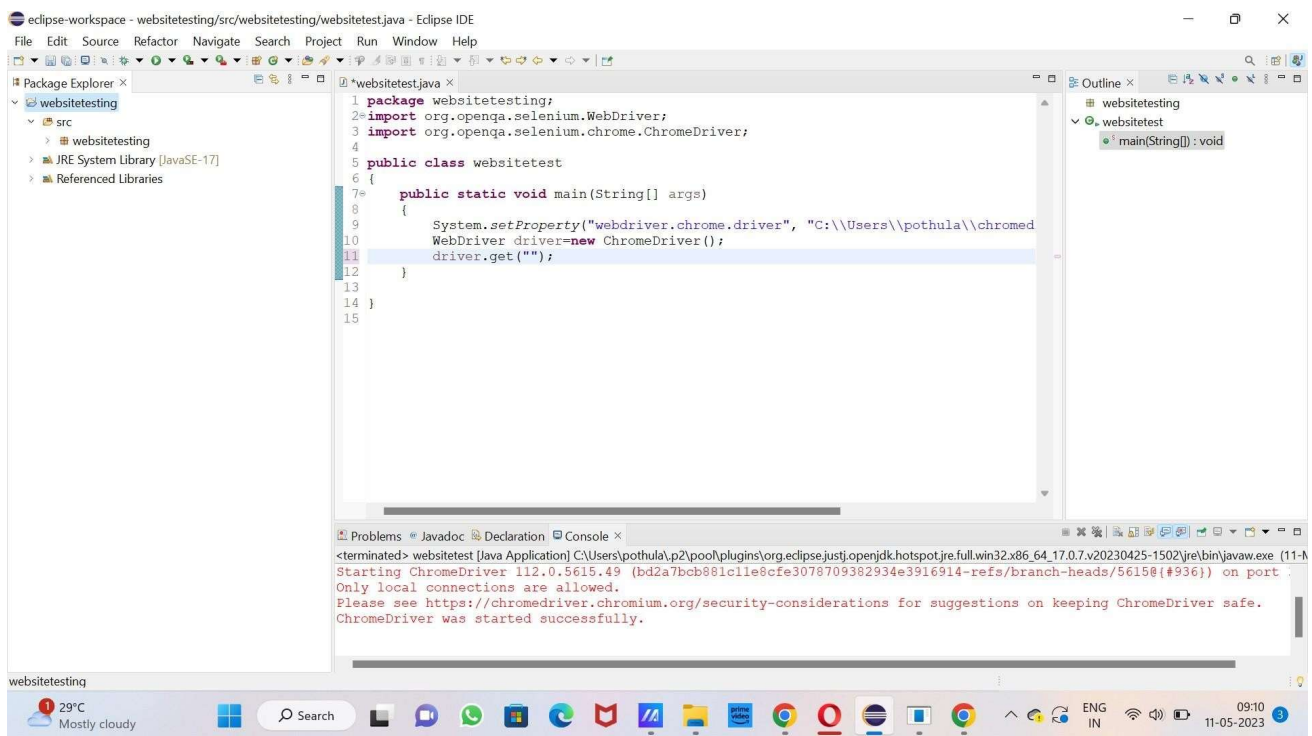 eclipse-workspace - websitetesting/src/websitetesting/websitetest.java - Eclipse IDE
File Edit Source Refactor Navigate Search Project Run Window Help
Package Explorer
websitetesting
src
websitetesting
JRE System Library [JavaSE-17]
Referenced Libraries
*websitetest.java
1 package websitetesting;
2 import org.openqa.selenium.WebDriver;
3 import org.openqa.selenium.chrome.ChromeDriver;
4
5 public class websitetest
6 {
7 public static void main(String[] args)
8 {
9 System.setProperty("webdriver.chrome.driver", "C:\\Users\\pothula\\chromed
10 WebDriver driver=new ChromeDriver();
11 driver.get("");
12 }
13
14 }
15
Outline
websitetesting
websitetest
main(String[]) : void
Problems Javadoc Declaration Console
<terminated> websitetest [Java Application] C:\Users\pothula\.p2\pool\plugins\org.eclipse.justj.openjdk.hotspot.jre.full.win32.x86_64_17.0.7.v20230425-1502\jre\bin\javaw.exe (11-
Starting ChromeDriver 112.0.5615.49 (bd2a7bcb881c11e8cfe3078709382934e3916914-refs/branch-heads/5615@{#936}) on port
Only local connections are allowed.
Please see https://chromedriver.chromium.org/security-considerations for suggestions on keeping ChromeDriver safe.
ChromeDriver was started successfully.
websitetesting
1
29°C
Mostly cloudy
Search
prime video
ENG
IN
09:10
11-05-2023
3